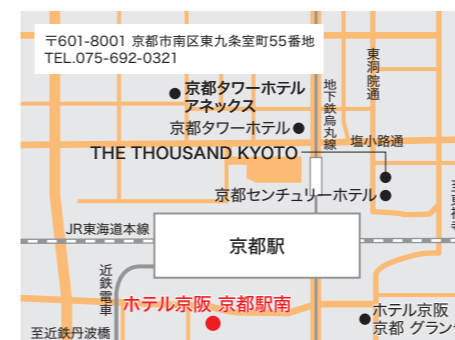 〒601-8001 京都市南区東九条室町55番地
TEL.075-692-0321
東洞院通
京都タワーホテル
アネックス
地下鉄烏丸線
京都タワーホテル
塩小路通
THE THOUSAND KYOTO
京都センチュリーホテル
至東福寺
JR東海道本線
京都駅
近鉄電車
ホテル京阪 京都駅南
ホテル京阪
京都 グラン
至近鉄丹波橋